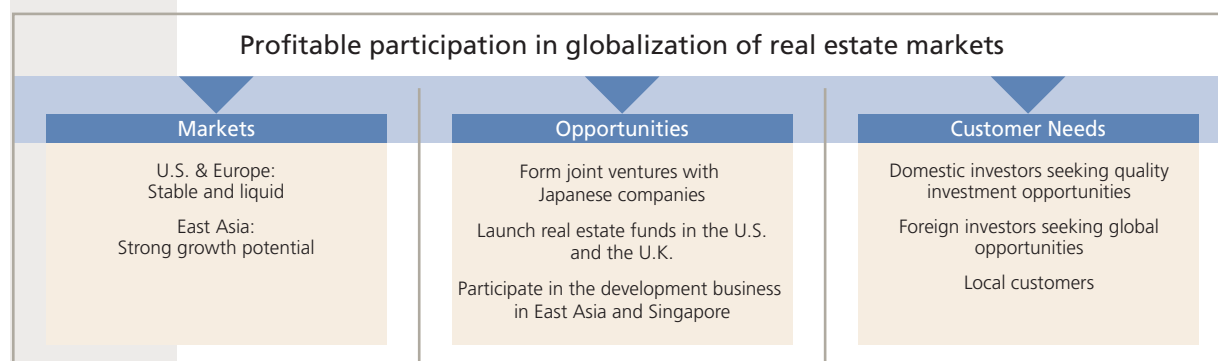 Profitable participation in globalization of real estate markets
Markets
U.S. & Europe:
Stable and liquid
East Asia:
Strong growth potential
Opportunities
Form joint ventures with
Japanese companies
Launch real estate funds in the U.S.
and the U.K.
Participate in the development business
in East Asia and Singapore
Customer Needs
Domestic investors seeking quality
investment opportunities
Foreign investors seeking global
opportunities
Local customers